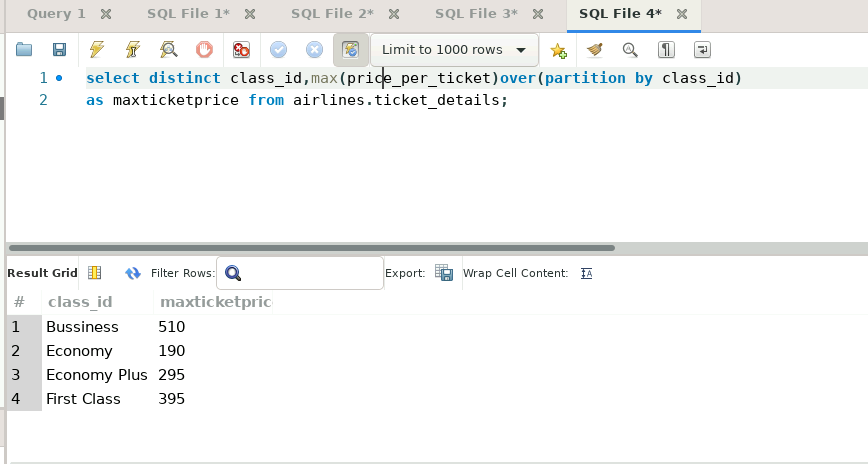 Query 1 SQL File 1* SQL File 2* SQL File 3* SQL File 4*
Limit to 1000 rows
1 select distinct class_id,max(price_per_ticket)over(partition by class_id)
2 as maxticketprice from airlines.ticket_details;
Result Grid Filter Rows: Export: Wrap Cell Content:
# class_id maxticketpric
1 Bussiness 510
2 Economy 190
3 Economy Plus 295
4 First Class 395